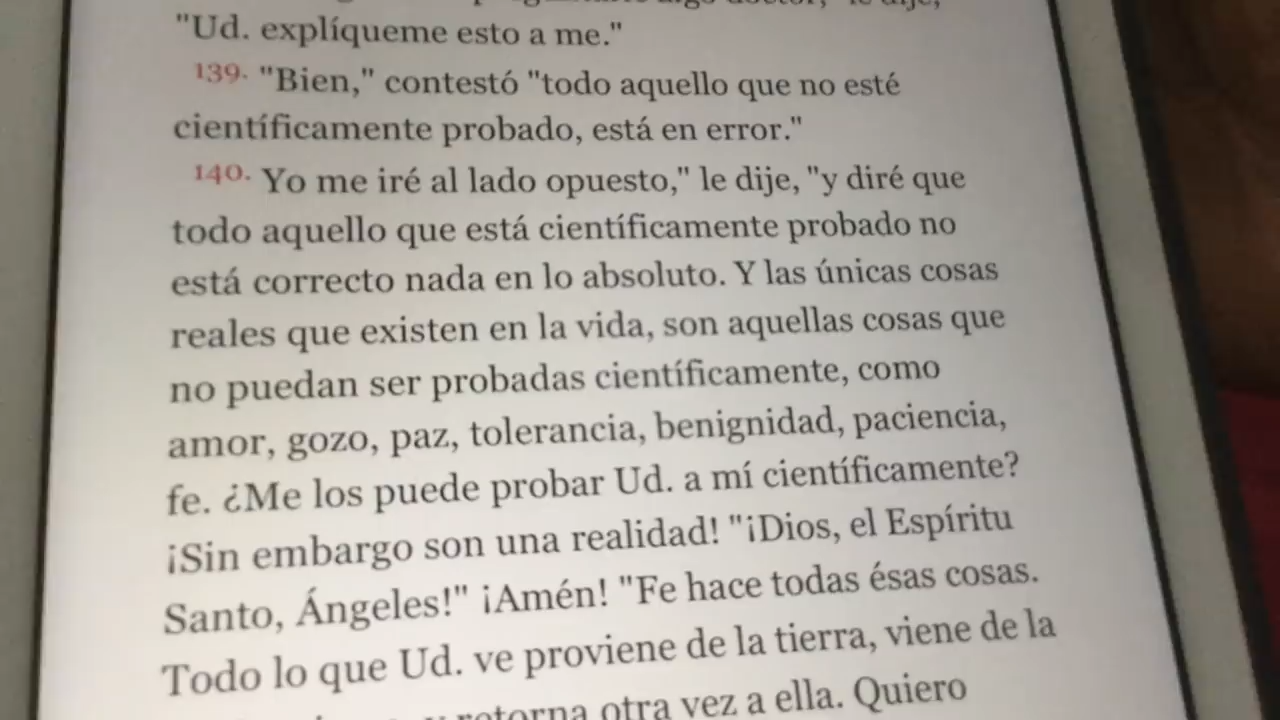 "Ud. explíqueme esto a me."
139. "Bien," contestó "todo aquello que no esté
científicamente probado, está en error."
140. Yo me iré al lado opuesto," le dije, "y diré que
todo aquello que está científicamente probado no
está correcto nada en lo absoluto. Y las únicas cosas
reales que existen en la vida, son aquellas cosas que
no puedan ser probadas científicamente, como
amor, gozo, paz, tolerancia, benignidad, paciencia,
fe. ¿Me los puede probar Ud. a mí científicamente?
¡Sin embargo son una realidad! "¡Dios, el Espíritu
Santo, Ángeles!" ¡Amén! "Fe hace todas ésas cosas.
Todo lo que Ud. ve proviene de la tierra, viene de la
y retorna otra vez a ella. Quiero